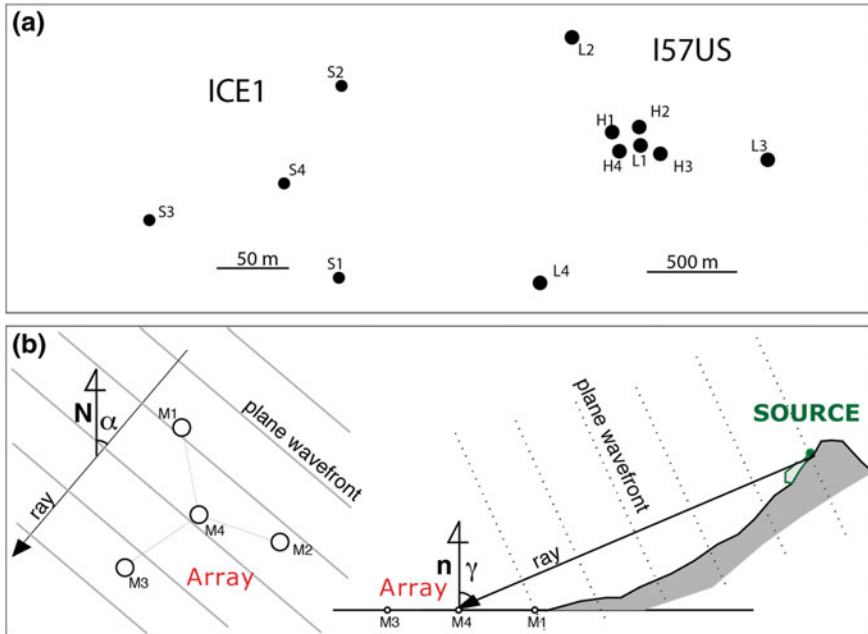 (a)
ICE1
I57US
S2
S4
S3
S1
50 m
L2
H1
H2
H4
L1
H3
L3
L4
500 m
(b)
N
α
M1
plane wavefront
ray
M4
M2
M3
Array
plane wavefront
SOURCE
ray
n
γ
Array
M3
M4
M1